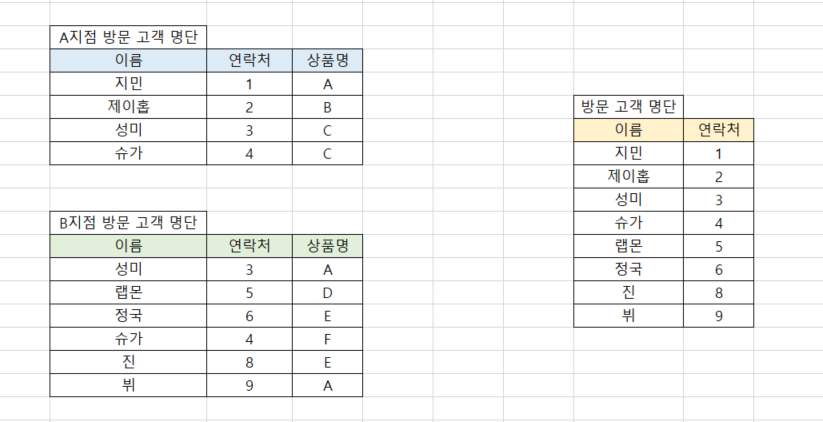 A지점 방문 고객 명단
이름 연락처 상품명
지민 1 A
제이홉 2 B
성미 3 C
슈가 4 C
B지점 방문 고객 명단
이름 연락처 상품명
성미 3 A
랩몬 5 D
정국 6 E
슈가 4 F
진 8 E
뷔 9 A
방문 고객 명단
이름 연락처
지민 1
제이홉 2
성미 3
슈가 4
랩몬 5
정국 6
진 8
뷔 9